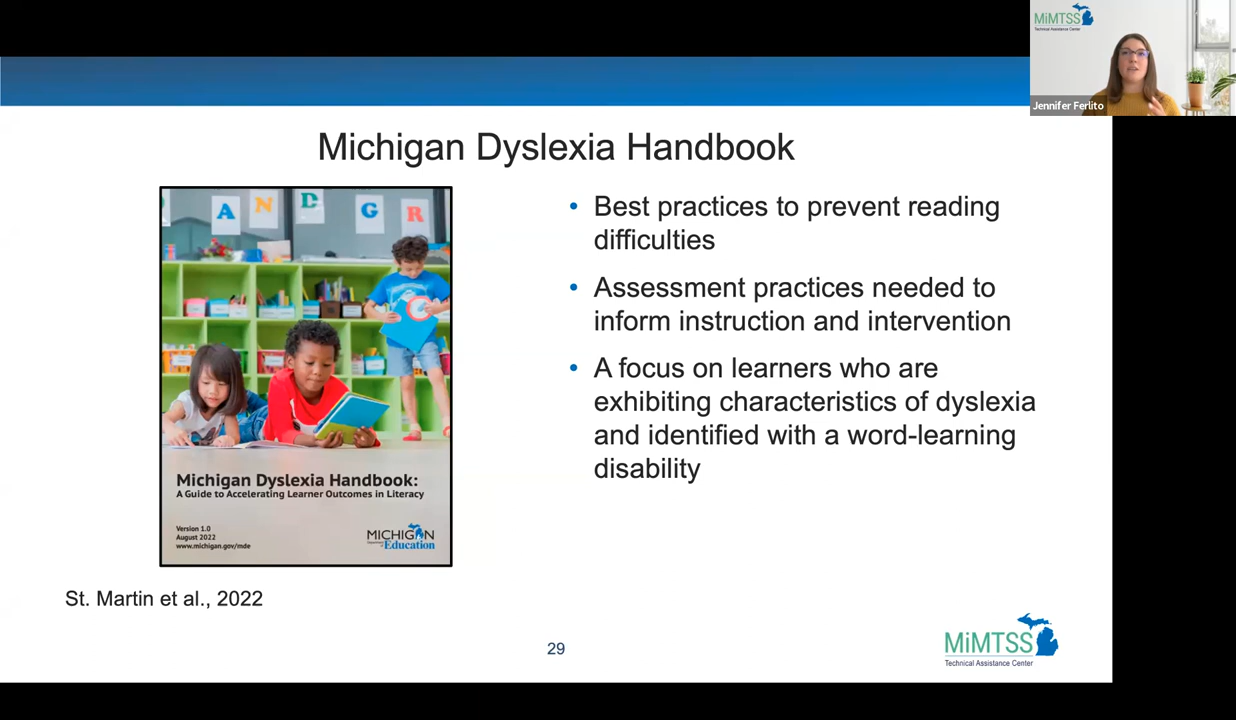 MiMTSS
Technical Assistance Center
Jennifer Ferlito
Michigan Dyslexia Handbook
A N D G R
Michigan Dyslexia Handbook:
A Guide to Accelerating Learner Outcomes in Literacy
Version 1.0
August 2022
www.michigan.gov/mde
MICHIGAN
Education
• Best practices to prevent reading
difficulties
• Assessment practices needed to
inform instruction and intervention
• A focus on learners who are
exhibiting characteristics of dyslexia
and identified with a word-learning
disability
St. Martin et al., 2022
29
MiMTSS
Technical Assistance Center